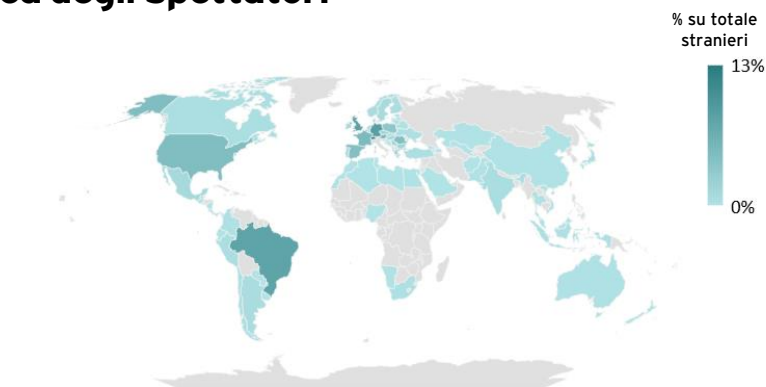 degli Spettatori
% su totale
stranieri
13%
0%